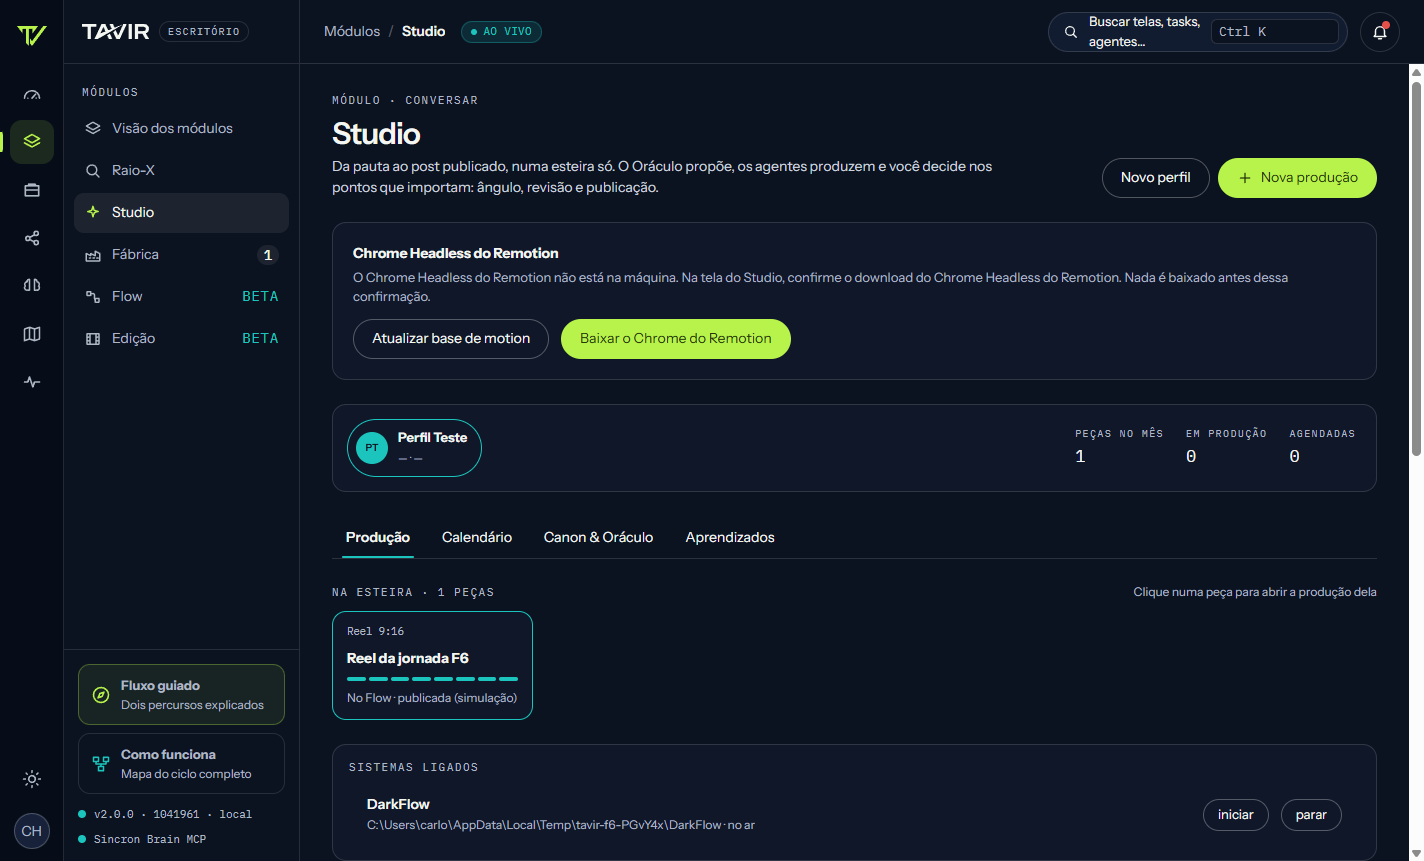 TAVIR
ESCRITÓRIO
Módulos / Studio
AO VIVO
Buscar telas, tasks,
agentes...
Ctrl K
MÓDULOS
Visão dos módulos
Raio-X
Studio
Fábrica
1
Flow
BETA
Edição
BETA
Fluxo guiado
Dois percursos explicados
Como funciona
Mapa do ciclo completo
v2.0.0 · 1041961 · local
Sincron Brain MCP
CH
MÓDULO · CONVERSAR
Studio
Da pauta ao post publicado, numa esteira só. O Oráculo propõe, os agentes produzem e você decide nos
pontos que importam: ângulo, revisão e publicação.
Novo perfil
+ Nova produção
Chrome Headless do Remotion
O Chrome Headless do Remotion não está na máquina. Na tela do Studio, confirme o download do Chrome Headless do Remotion. Nada é baixado antes dessa
confirmação.
Atualizar base de motion
Baixar o Chrome do Remotion
PT
Perfil Teste
— · —
PEÇAS NO MÊS
1
EM PRODUÇÃO
0
AGENDADAS
0
Produção
Calendário
Canon & Oráculo
Aprendizados
NA ESTEIRA · 1 PEÇAS
Clique numa peça para abrir a produção dela
Reel 9:16
Reel da jornada F6
No Flow · publicada (simulação)
SISTEMAS LIGADOS
DarkFlow
C:\Users\carlo\AppData\Local\Temp\tavir-f6-PGvY4x\DarkFlow · no ar
iniciar
parar